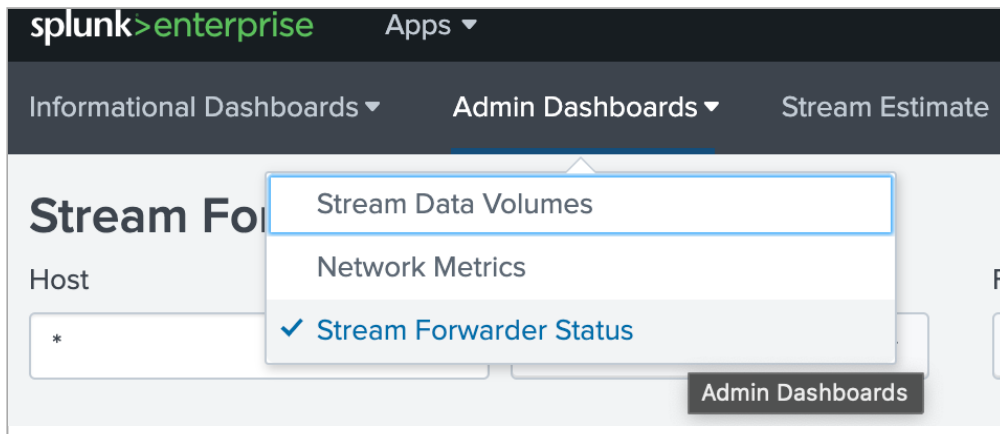 splunk>enterprise Apps
Informational Dashboards Admin Dashboards Stream Estimate
Stream Data Volumes
Stream Fo
Network Metrics
Host
* Stream Forwarder Status
Admin Dashboards